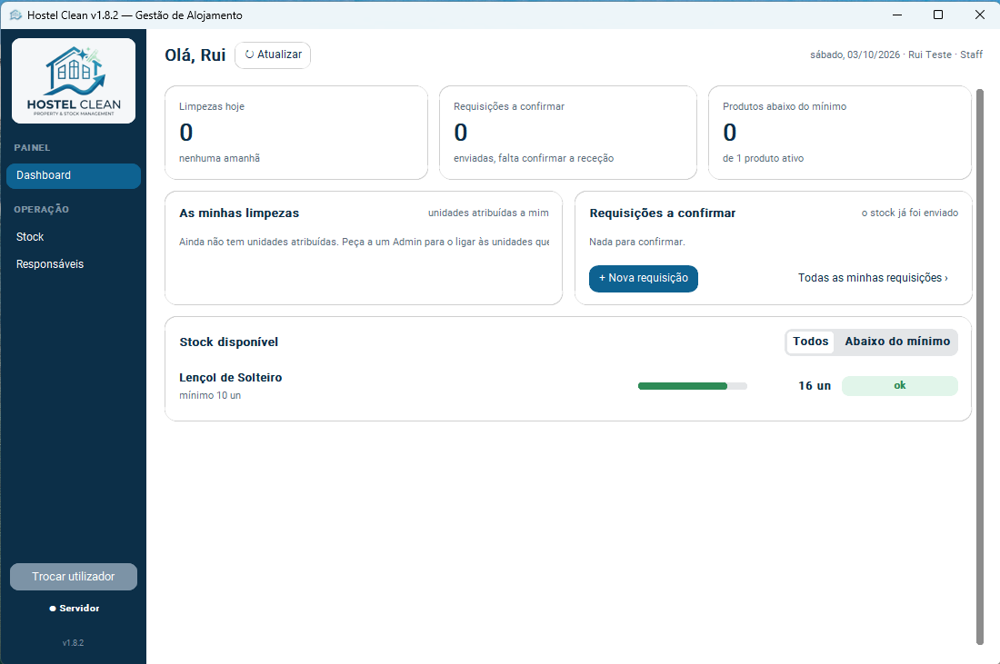 Hostel Clean v1.8.2 — Gestão de Alojamento
HOSTEL CLEAN
PROPERTY & STOCK MANAGEMENT
PAINEL
Dashboard
OPERAÇÃO
Stock
Responsáveis
Trocar utilizador
Servidor
v1.8.2
Olá, Rui
Atualizar
sábado, 03/10/2026 · Rui Teste · Staff
Limpezas hoje
0
nenhuma amanhã
Requisições a confirmar
0
enviadas, falta confirmar a receção
Produtos abaixo do mínimo
0
de 1 produto ativo
As minhas limpezas
unidades atribuídas a mim
Ainda não tem unidades atribuídas. Peça a um Admin para o ligar às unidades que
Requisições a confirmar
o stock já foi enviado
Nada para confirmar.
+ Nova requisição
Todas as minhas requisições ›
Stock disponível
Todos
Abaixo do mínimo
Lençol de Solteiro
mínimo 10 un
16 un
ok